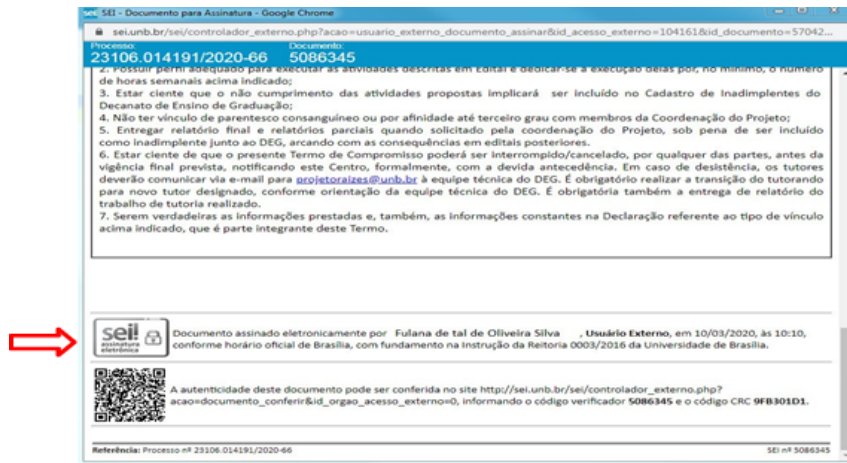 SEI - Documento para Assinatura - Google Chrome
sei.unb.br/sei/controlador_externo.php?acao=usuario_externo_documento_assinar&id_acesso_externo=104161&id_documento=57042...
Processo: Documento:
23106.014191/2020-66 5086345
2. Possuir perfil adequado para executar as atividades descritas em Edital e dedicar-se à execução delas por, no mínimo, o número
de horas semanais acima indicado;
3. Estar ciente que o não cumprimento das atividades propostas implicará ser incluído no Cadastro de Inadimplentes do
Decanato de Ensino de Graduação;
4. Não ter vínculo de parentesco consanguíneo ou por afinidade até terceiro grau com membros da Coordenação do Projeto;
5. Entregar relatório final e relatórios parciais quando solicitado pela coordenação do Projeto, sob pena de ser incluído
como inadimplente junto ao DEG, arcando com as consequências em editais posteriores.
6. Estar ciente de que o presente Termo de Compromisso poderá ser interrompido/cancelado, por qualquer das partes, antes da
vigência final prevista, notificando este Centro, formalmente, com a devida antecedência. Em caso de desistência, os tutores
deverão comunicar via e-mail para projetoraizes@unb.br à equipe técnica do DEG. É obrigatório realizar a transição do tutorando
para novo tutor designado, conforme orientação da equipe técnica do DEG. É obrigatória também a entrega de relatório do
trabalho de tutoria realizado.
7. Serem verdadeiras as informações prestadas e, também, as informações constantes na Declaração referente ao tipo de vínculo
acima indicado, que é parte integrante deste Termo.
sei!
assinatura
eletrônica
Documento assinado eletronicamente por Fulana de tal de Oliveira Silva , Usuário Externo, em 10/03/2020, às 10:10,
conforme horário oficial de Brasília, com fundamento na Instrução da Reitoria 0003/2016 da Universidade de Brasília.
A autenticidade deste documento pode ser conferida no site http://sei.unb.br/sei/controlador_externo.php?
acao=documento_conferir&id_orgao_acesso_externo=0, informando o código verificador 5086345 e o código CRC 9FB301D1.
Referência: Processo nº 23106.014191/2020-66 SEI nº 5086345